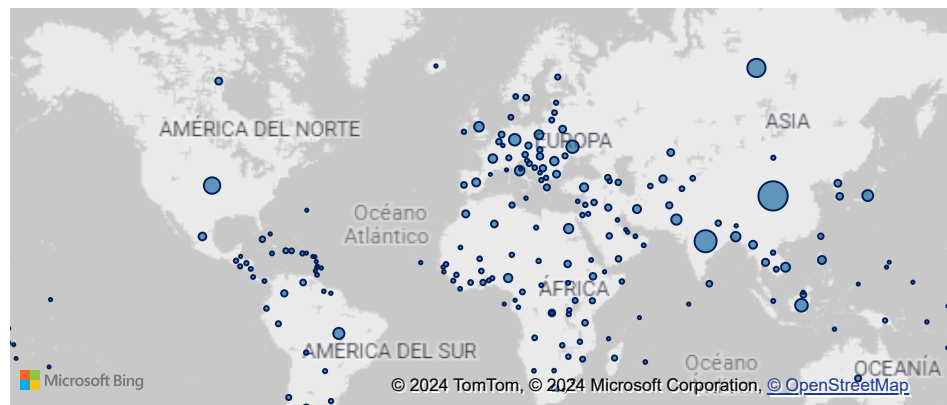 AMÉRICA DEL NORTE
EUROPA
ASIA
Océano
Atlántico
ÁFRICA
AMÉRICA DEL SUR
Océano
OCEANÍA
Microsoft Bing
© 2024 TomTom, © 2024 Microsoft Corporation, © OpenStreetMap